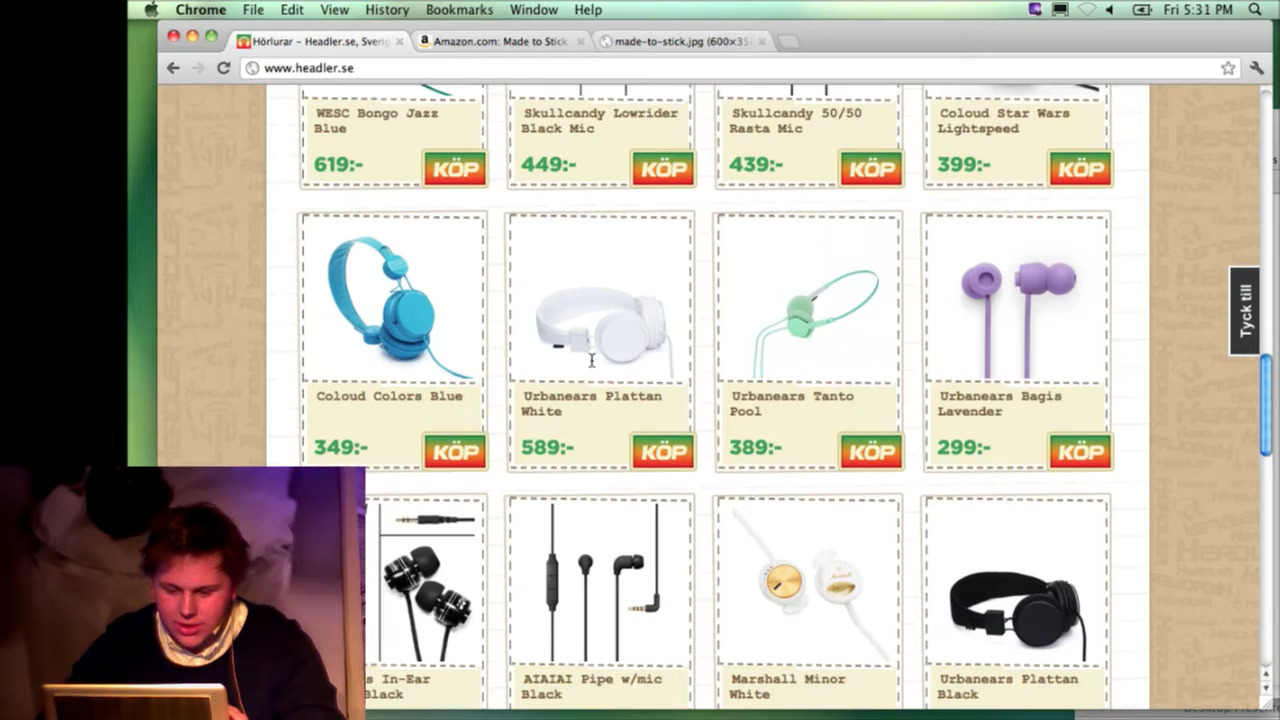 Chrome File Edit View History Bookmarks Window Help
Fri 5:31 PM
Hörlurar – Headler.se, Sverig
Amazon.com: Made to Stick
made-to-stick.jpg (600×35
www.headler.se
WESC Bongo Jazz
Blue
619:-
KÖP
Skullcandy Lowrider
Black Mic
449:-
KÖP
Skullcandy 50/50
Rasta Mic
439:-
KÖP
Coloud Star Wars
Lightspeed
399:-
KÖP
Tyck till
Coloud Colors Blue
349:-
KÖP
Urbanears Plattan
White
589:-
KÖP
Urbanears Tanto
Pool
389:-
KÖP
Urbanears Bagis
Lavender
299:-
KÖP
s In-Ear
Black
AIAIAI Pipe w/mic
Black
Marshall Minor
White
Urbanears Plattan
Black